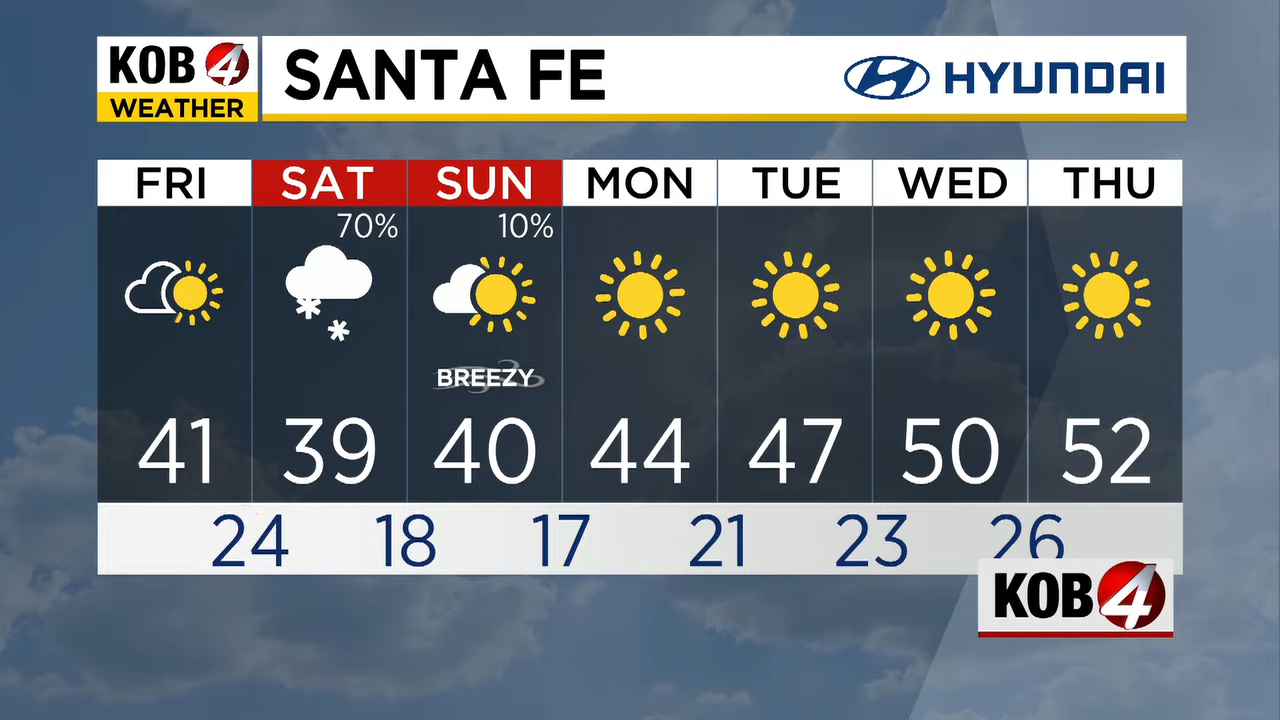 KOB 4
WEATHER
SANTA FE
HYUNDAI
FRI SAT SUN MON TUE WED THU
70% 10%
BREEZY
41 39 40 44 47 50 52
24 18 17 21 23 26
KOB 4